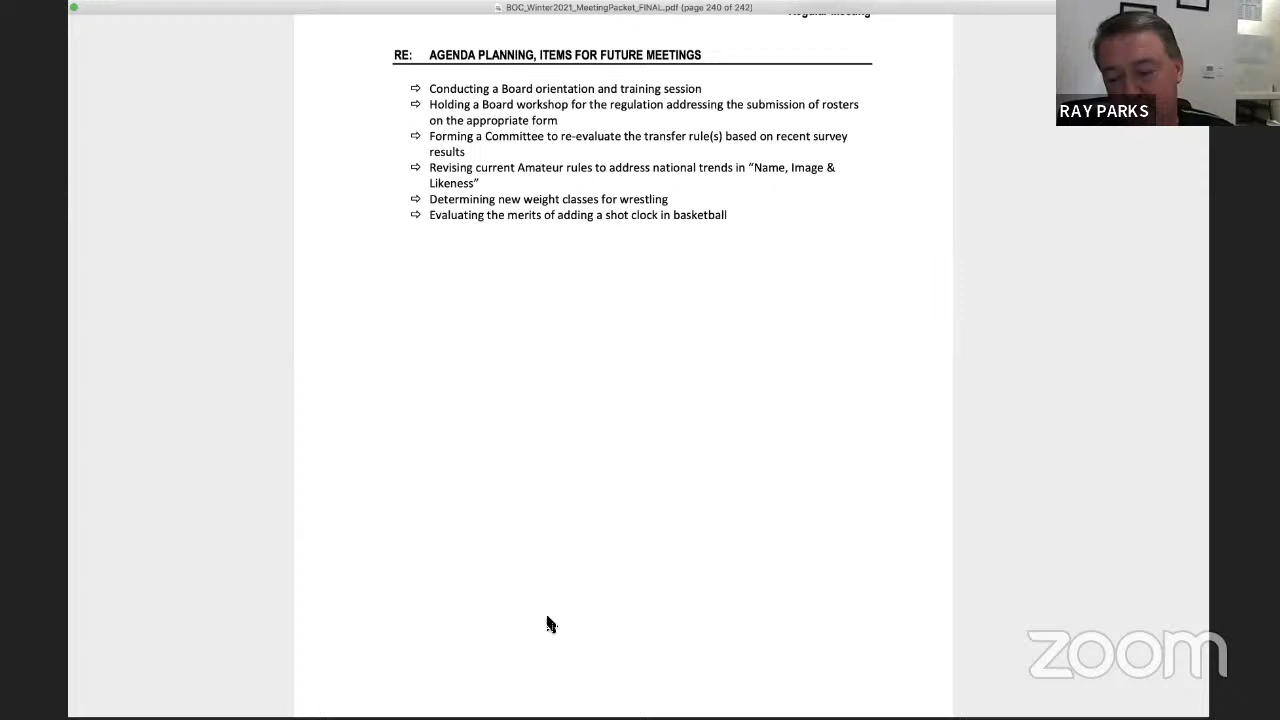 BOC_Winter2021_MeetingPacket_FINAL.pdf (page 240 of 242)
Regular Meeting
RE: AGENDA PLANNING, ITEMS FOR FUTURE MEETINGS
⇨ Conducting a Board orientation and training session
⇨ Holding a Board workshop for the regulation addressing the submission of rosters
on the appropriate form
⇨ Forming a Committee to re-evaluate the transfer rule(s) based on recent survey
results
⇨ Revising current Amateur rules to address national trends in “Name, Image &
Likeness”
⇨ Determining new weight classes for wrestling
⇨ Evaluating the merits of adding a shot clock in basketball
RAY PARKS
zoom